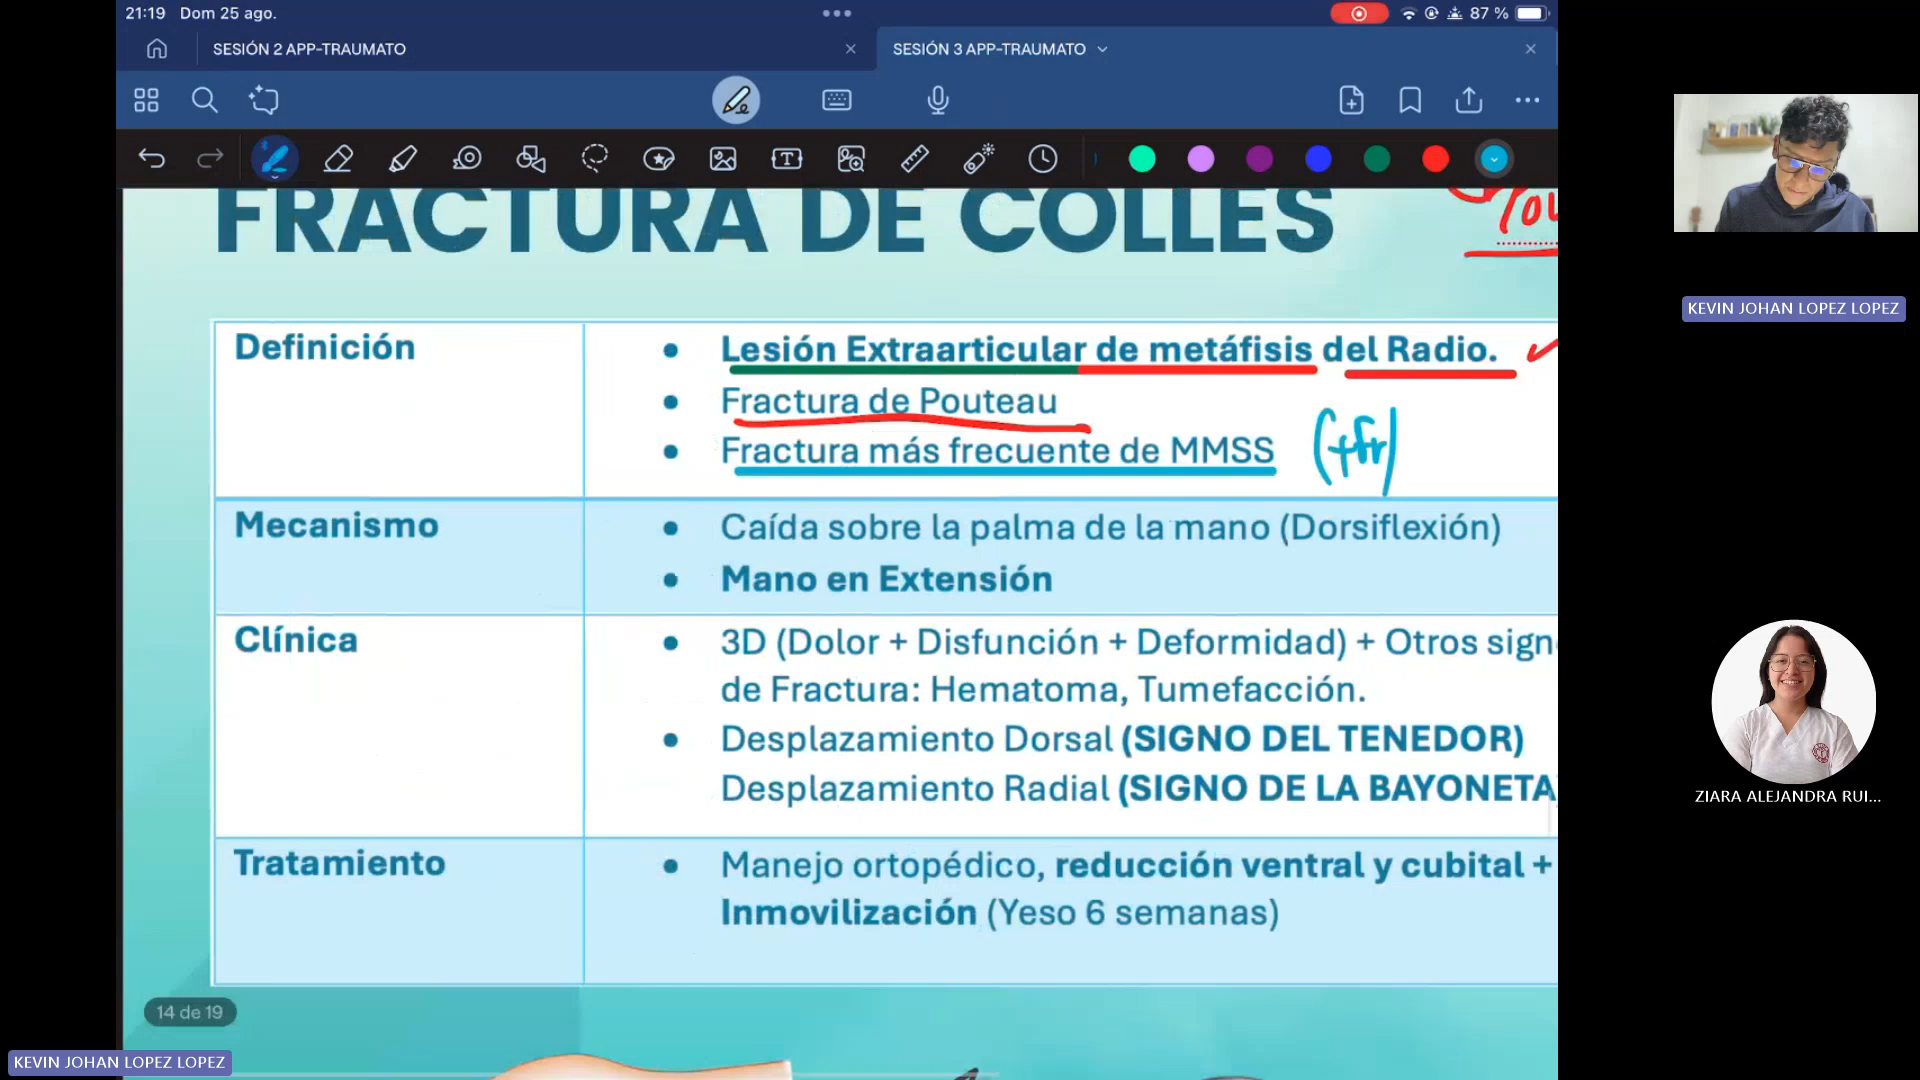 21:19 Dom 25 ago.
87 %
SESIÓN 2 APP-TRAUMATO
SESIÓN 3 APP-TRAUMATO
FRACTURA DE COLLES
Definición
Lesión Extraarticular de metáfisis del Radio.
Fractura de Pouteau
Fractura más frecuente de MMSS (+fr)
Mecanismo
Caída sobre la palma de la mano (Dorsiflexión)
Mano en Extensión
Clínica
3D (Dolor + Disfunción + Deformidad) + Otros sign
de Fractura: Hematoma, Tumefacción.
Desplazamiento Dorsal (SIGNO DEL TENEDOR)
Desplazamiento Radial (SIGNO DE LA BAYONETA
Tratamiento
Manejo ortopédico, reducción ventral y cubital +
Inmovilización (Yeso 6 semanas)
14 de 19
KEVIN JOHAN LOPEZ LOPEZ
KEVIN JOHAN LOPEZ LOPEZ
ZIARA ALEJANDRA RUI...